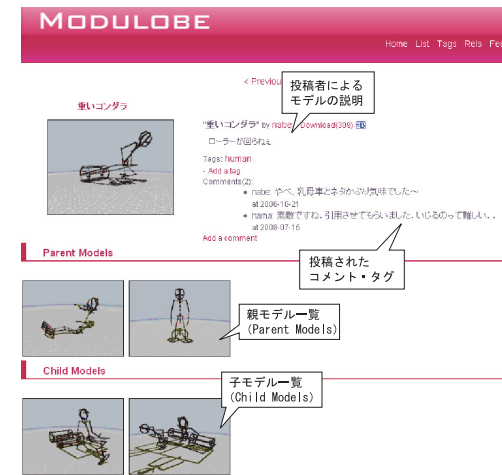 MODULOBE
Home List Tags Rels
< Previou
投稿者による
モデルの説明
重いコンダラ
"重いコンダラ" by nabe Download(309)
ローラーが回らねぇ
Tags: human
- Add a tag
Comments(2):
nabe: やべ、乳母車とネタかぶり気味でした～
at 2006-10-21
hama: 素敵ですね。引用させてもらいました。いじるのって難しい．．
at 2008-07-16
Add a comment
投稿された
コメント・タグ
Parent Models
親モデル一覧
(Parent Models)
Child Models
子モデル一覧
(Child Models)